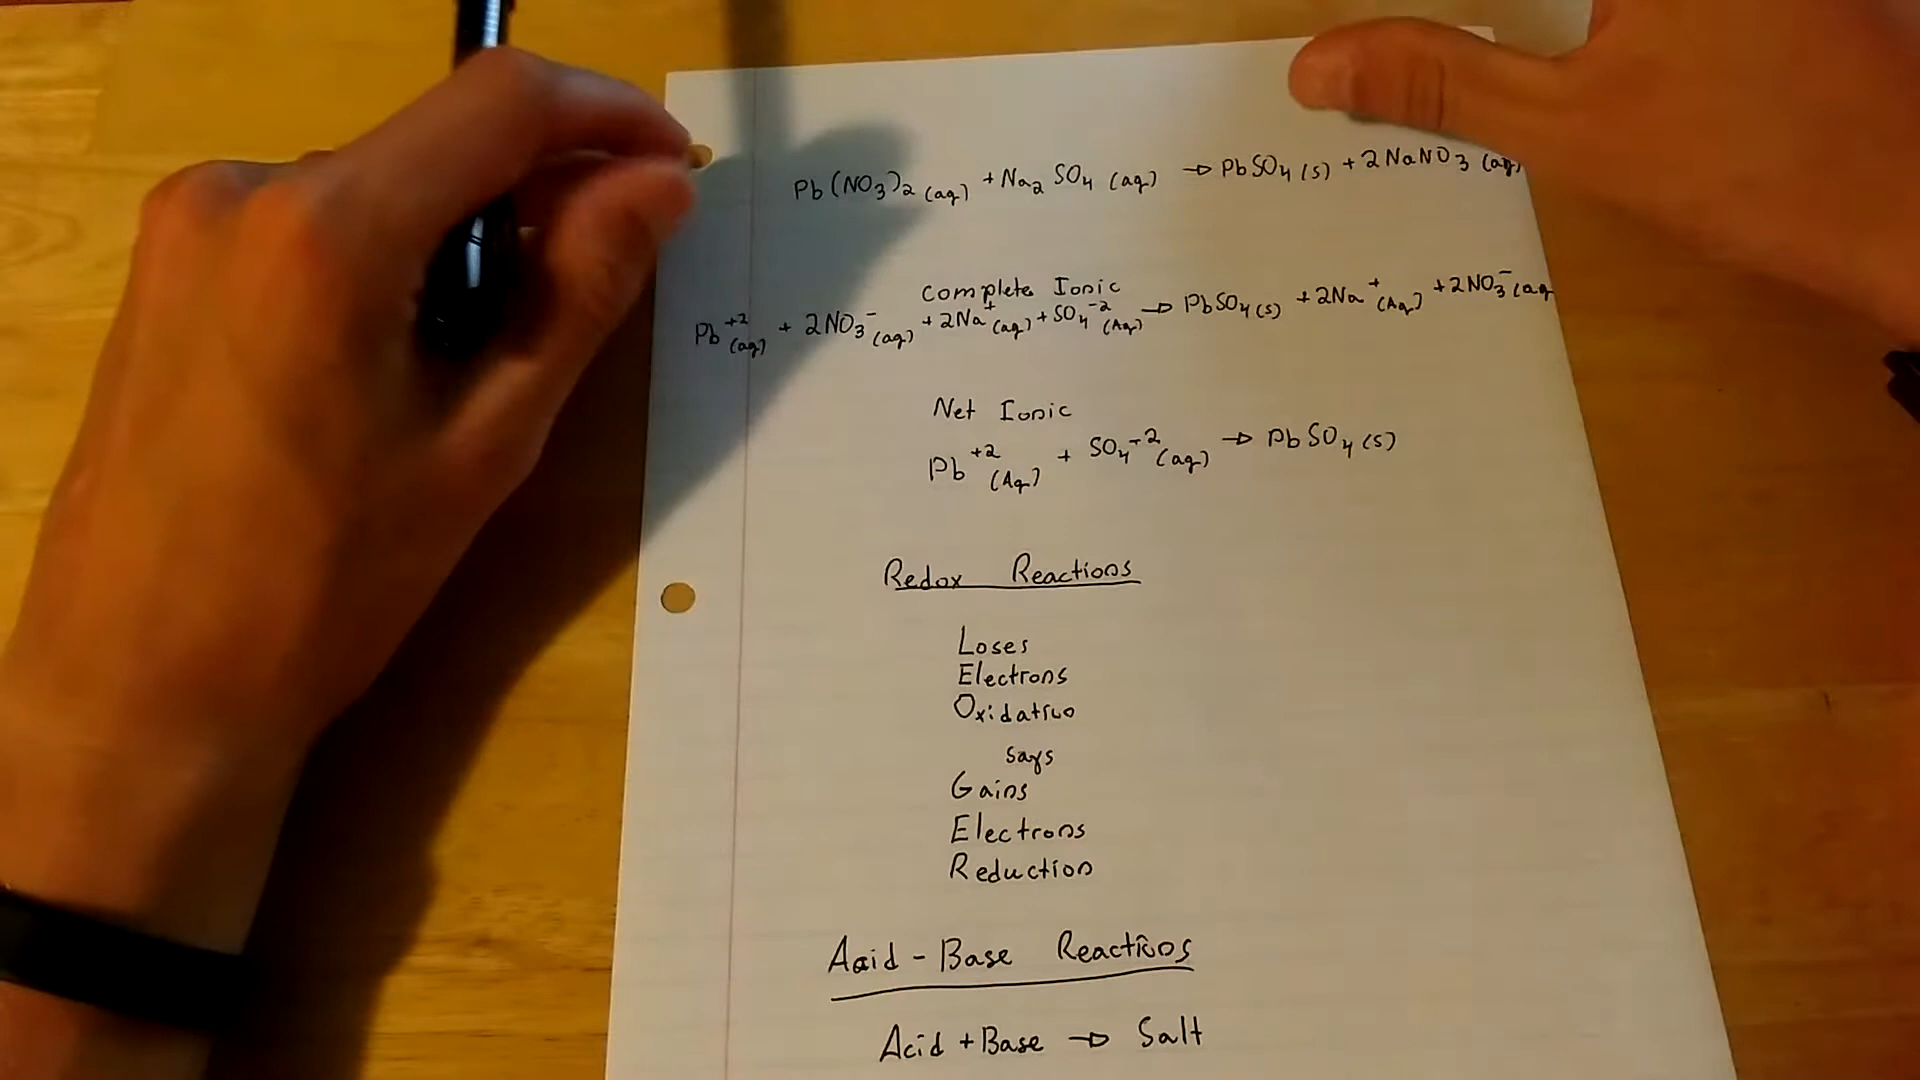 Pb(NO3)2 (aq) + Na2 SO4 (aq) → PbSO4 (s) + 2NaNO3 (aq)
Complete Ionic
Pb+2 (aq) + 2NO3- (aq) + 2Na+ (aq) + SO4-2 (Aq) → PbSO4 (s) + 2Na+ (Aq) + 2NO3- (aq
Net Ionic
Pb+2 (Aq) + SO4-2 (aq) → PbSO4 (s)
Redox Reactions
Loses
Electrons
Oxidation
says
Gains
Electrons
Reduction
Acid-Base Reactions
Acid + Base → Salt